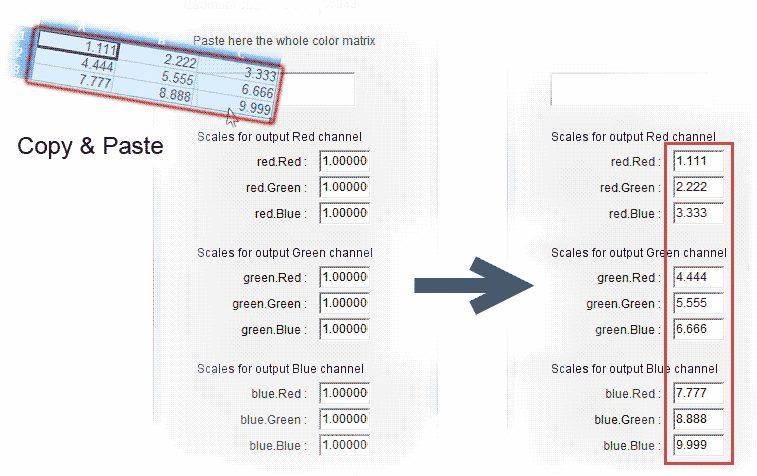 A B C
1 1.111 2.222 3.333
2 4.444 5.555 6.666
3 7.777 8.888 9.999
Copy & Paste
Paste here the whole color matrix
Scales for output Red channel
red.Red : 1.00000
red.Green : 1.00000
red.Blue : 1.00000
Scales for output Green channel
green.Red : 1.00000
green.Green : 1.00000
green.Blue : 1.00000
Scales for output Blue channel
blue.Red : 1.00000
blue.Green : 1.00000
blue.Blue : 1.00000
Scales for output Red channel
red.Red : 1.111
red.Green : 2.222
red.Blue : 3.333
Scales for output Green channel
green.Red : 4.444
green.Green : 5.555
green.Blue : 6.666
Scales for output Blue channel
blue.Red : 7.777
blue.Green : 8.888
blue.Blue : 9.999